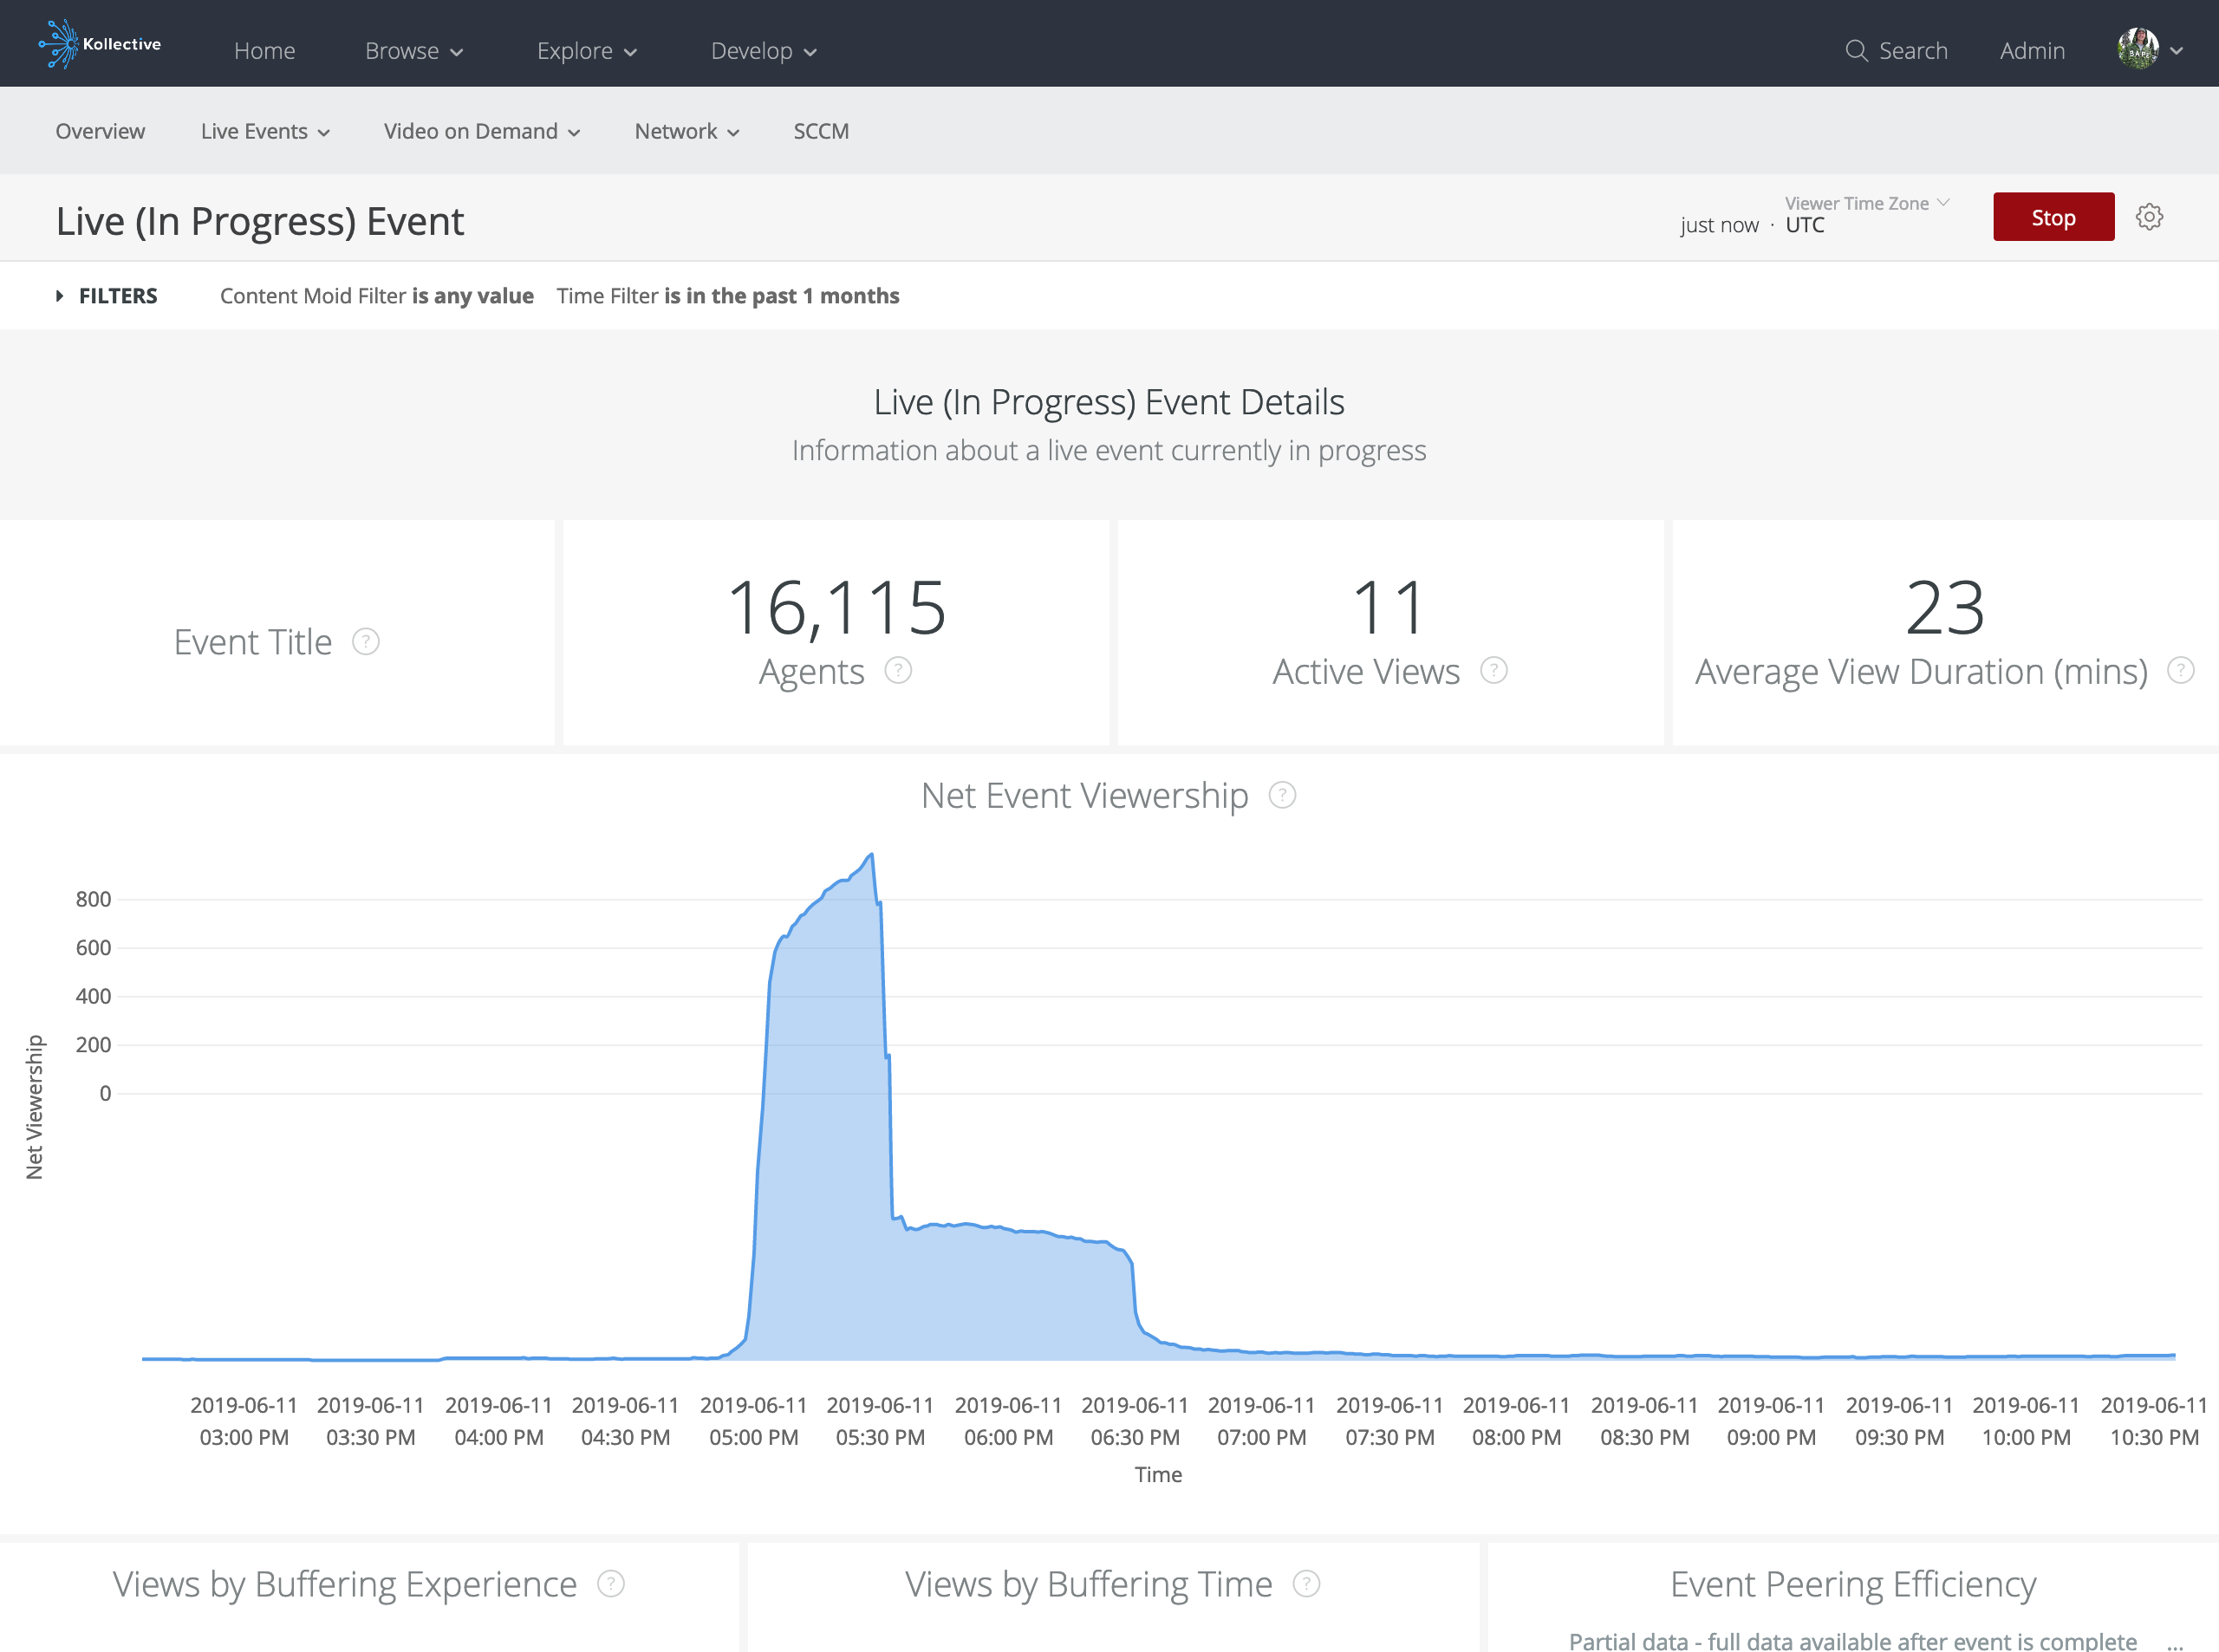 Kollective
Home Browse Explore Develop Search Admin
Overview Live Events Video on Demand Network SCCM
Live (In Progress) Event
Viewer Time Zone
just now · UTC
Stop
FILTERS Content Moid Filter is any value Time Filter is in the past 1 months
Live (In Progress) Event Details
Information about a live event currently in progress
Event Title ?
16,115
Agents ?
11
Active Views ?
23
Average View Duration (mins) ?
Net Event Viewership ?
Net Viewership
800
600
400
200
0
2019-06-11 03:00 PM
2019-06-11 03:30 PM
2019-06-11 04:00 PM
2019-06-11 04:30 PM
2019-06-11 05:00 PM
2019-06-11 05:30 PM
2019-06-11 06:00 PM
2019-06-11 06:30 PM
2019-06-11 07:00 PM
2019-06-11 07:30 PM
2019-06-11 08:00 PM
2019-06-11 08:30 PM
2019-06-11 09:00 PM
2019-06-11 09:30 PM
2019-06-11 10:00 PM
2019-06-11 10:30 PM
Time
Views by Buffering Experience ?
Views by Buffering Time ?
Event Peering Efficiency
Partial data - full data available after event is complete ...